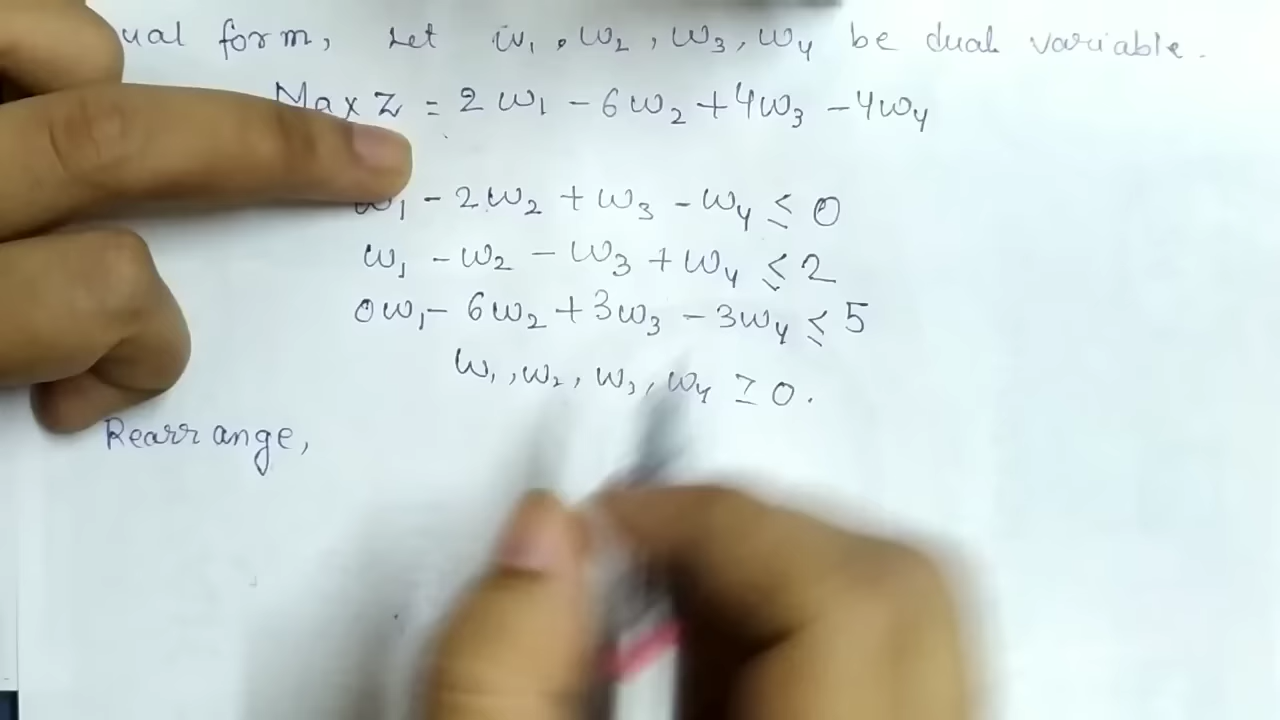 ual form, Let w₁, w₂, w₃, w₄ be dual variable.
Max Z = 2w₁ - 6w₂ + 4w₃ - 4w₄
w₁ - 2w₂ + w₃ - w₄ ≤ 0
w₁ - w₂ - w₃ + w₄ ≤ 2
0w₁ - 6w₂ + 3w₃ - 3w₄ ≤ 5
w₁, w₂, w₃, w₄ ≥ 0.
Rearrange,